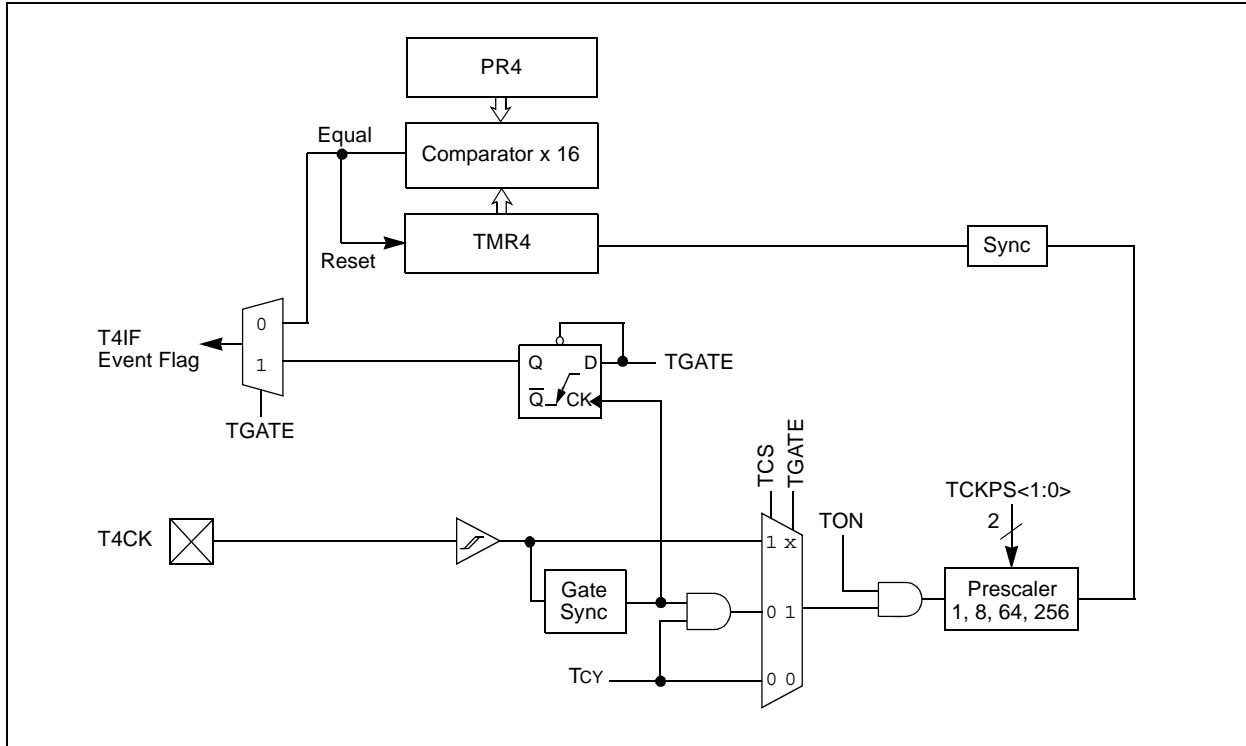 PR4
Equal
Comparator x 16
TMR4
Sync
Reset
0
T4IF
Event Flag
1
Q D
TGATE
Q̅ CK
TGATE
TCS
TGATE
TCKPS<1:0>
2
TON
T4CK
1 x
Gate
Sync
0 1
Prescaler
1, 8, 64, 256
TCY
0 0